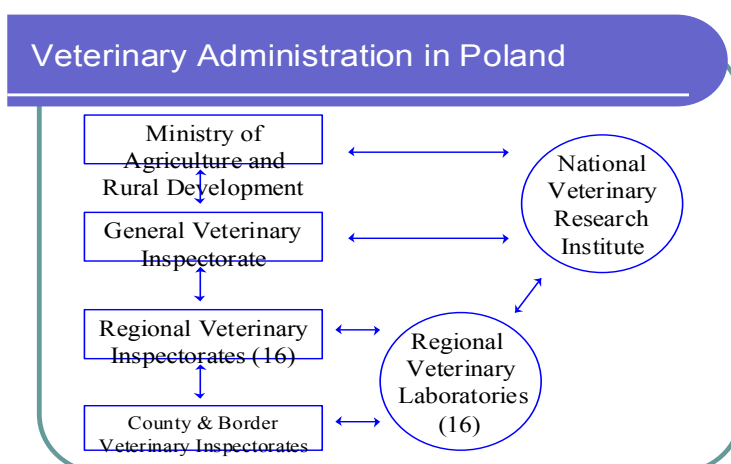 Veterinary Administration in Poland
Ministry of
Agriculture and
Rural Development
General Veterinary
Inspectorate
Regional Veterinary
Inspectorates (16)
County & Border
Veterinary Inspectorates
National
Veterinary
Research
Institute
Regional
Veterinary
Laboratories
(16)